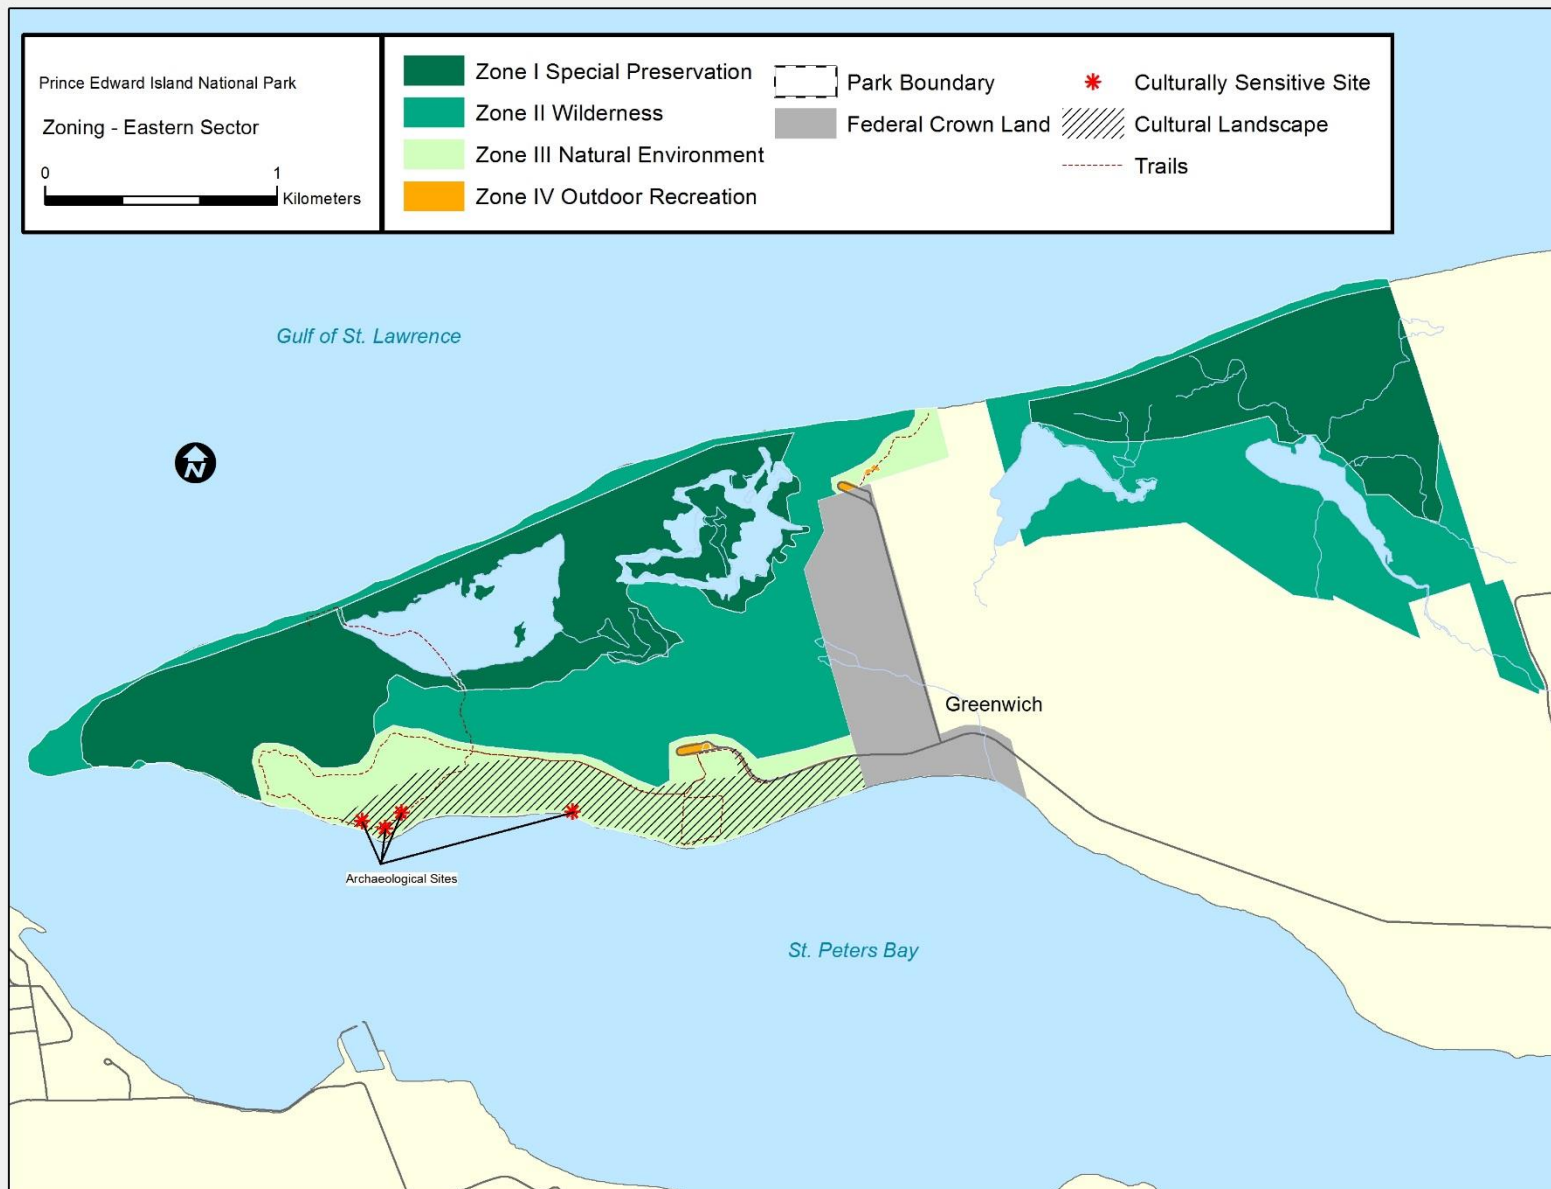 Prince Edward Island National Park
Zoning - Eastern Sector
0 1
Kilometers
Zone I Special Preservation
Zone II Wilderness
Zone III Natural Environment
Zone IV Outdoor Recreation
Park Boundary
Federal Crown Land
Culturally Sensitive Site
Cultural Landscape
Trails
Gulf of St. Lawrence
N
Greenwich
Archaeological Sites
St. Peters Bay